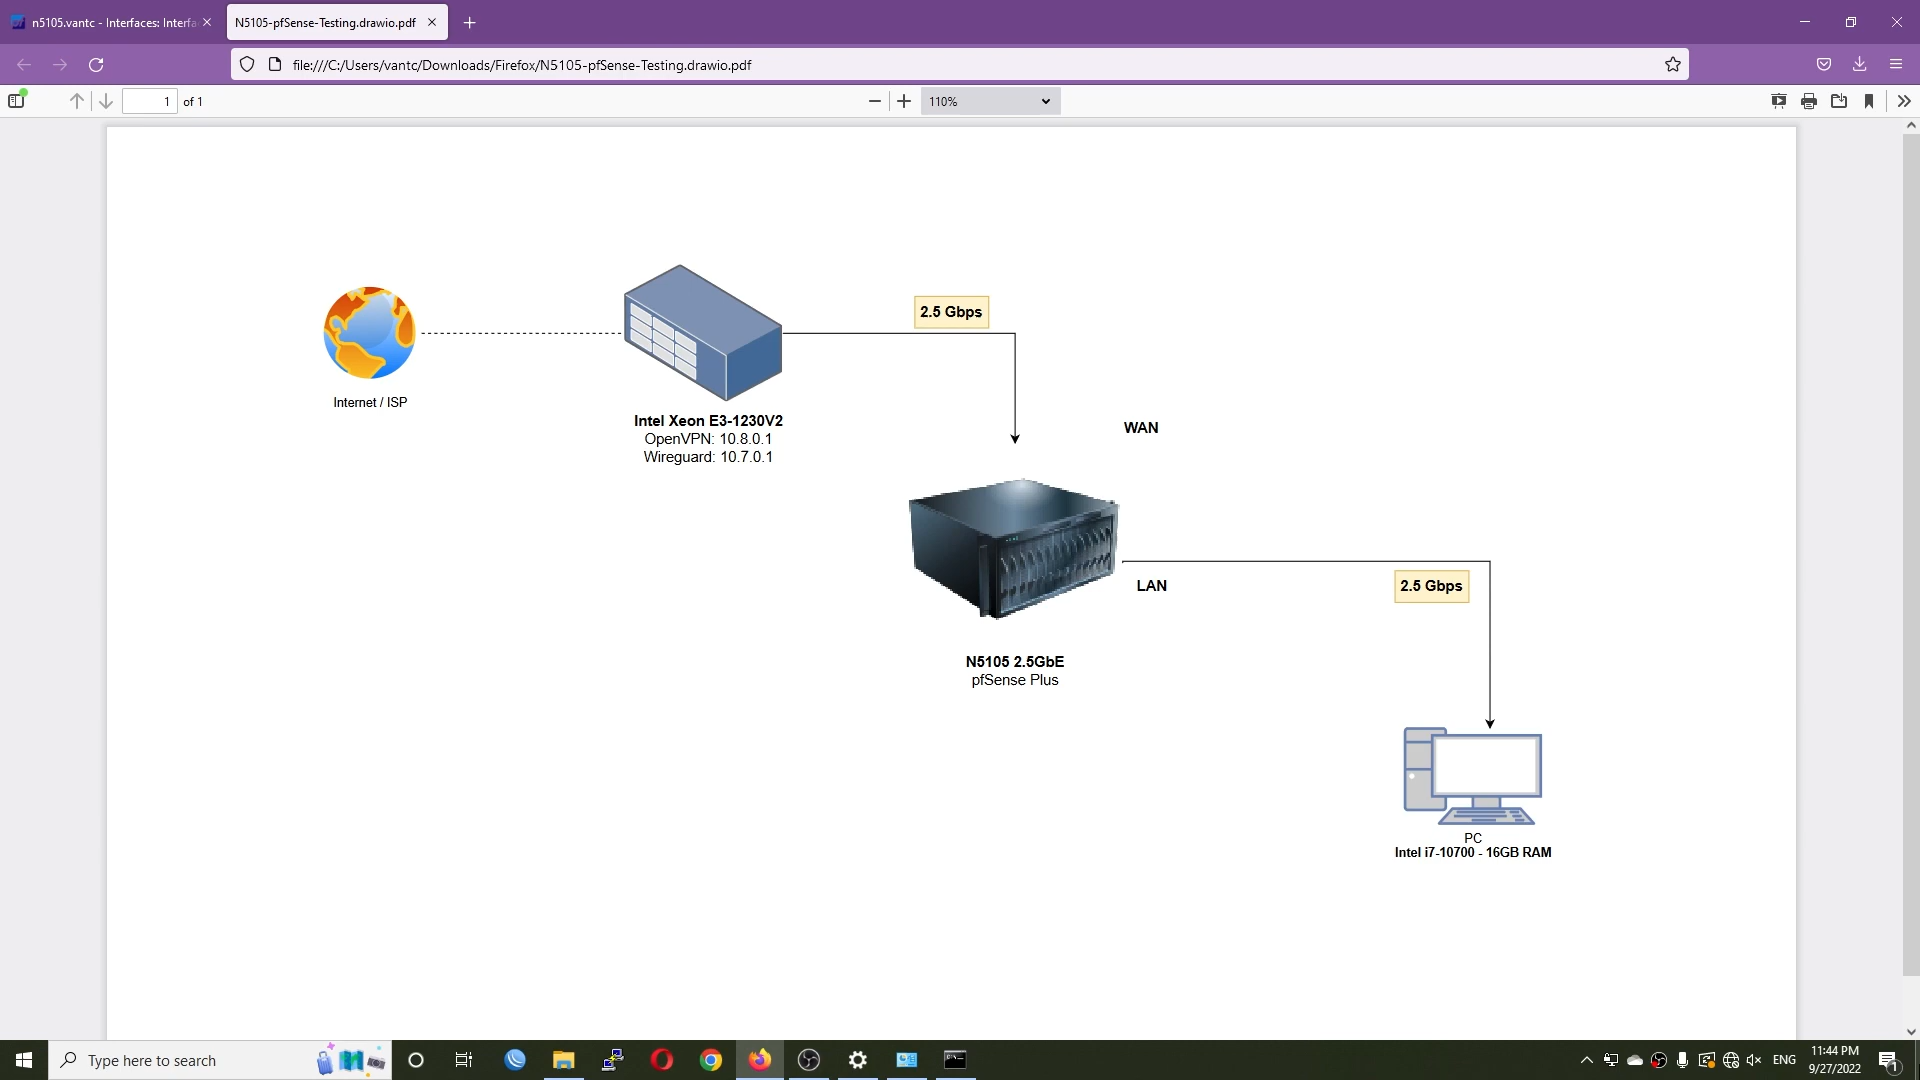 n5105.vantc - Interfaces: Interfa
N5105-pfSense-Testing.drawio.pdf
file:///C:/Users/vantc/Downloads/Firefox/N5105-pfSense-Testing.drawio.pdf
1 of 1
110%
2.5 Gbps
Internet / ISP
Intel Xeon E3-1230V2
OpenVPN: 10.8.0.1
Wireguard: 10.7.0.1
WAN
LAN
2.5 Gbps
N5105 2.5GbE
pfSense Plus
PC
Intel i7-10700 - 16GB RAM
Type here to search
ENG
11:44 PM
9/27/2022
1